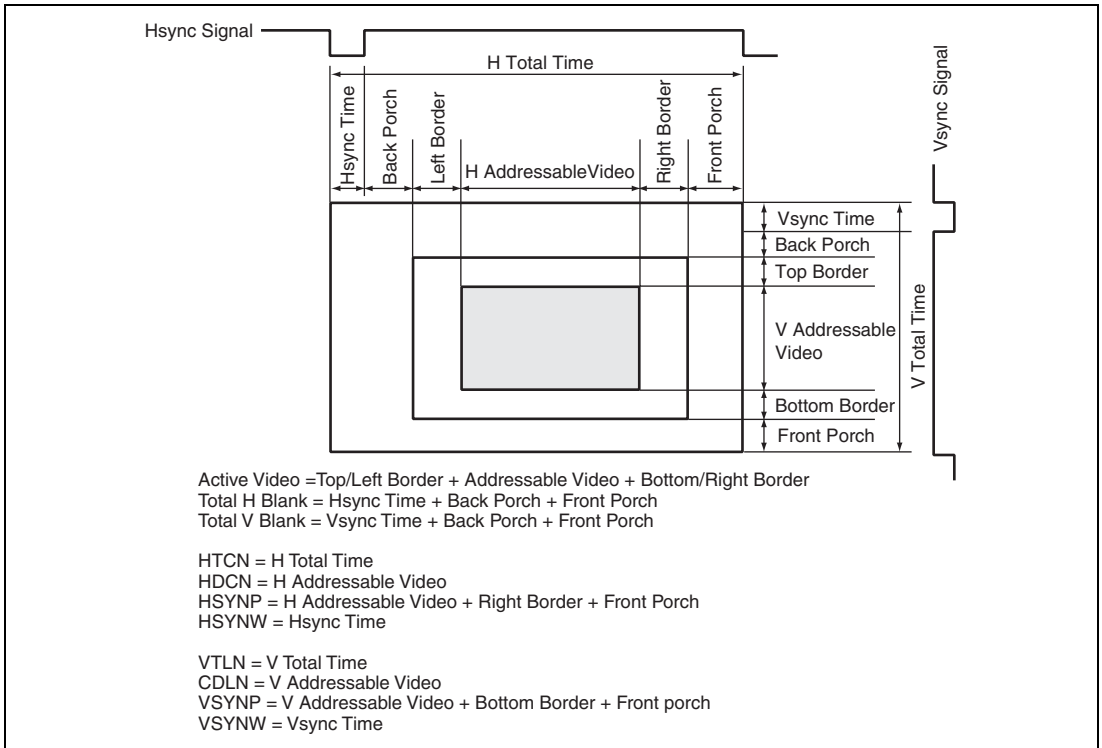 Hsync Signal
H Total Time
Hsync Time
Back Porch
Left Border
H AddressableVideo
Right Border
Front Porch
Vsync Signal
Vsync Time
Back Porch
Top Border
V Addressable
Video
Bottom Border
Front Porch
V Total Time
Active Video =Top/Left Border + Addressable Video + Bottom/Right Border
Total H Blank = Hsync Time + Back Porch + Front Porch
Total V Blank = Vsync Time + Back Porch + Front Porch
HTCN = H Total Time
HDCN = H Addressable Video
HSYNP = H Addressable Video + Right Border + Front Porch
HSYNW = Hsync Time
VTLN = V Total Time
CDLN = V Addressable Video
VSYNP = V Addressable Video + Bottom Border + Front porch
VSYNW = Vsync Time